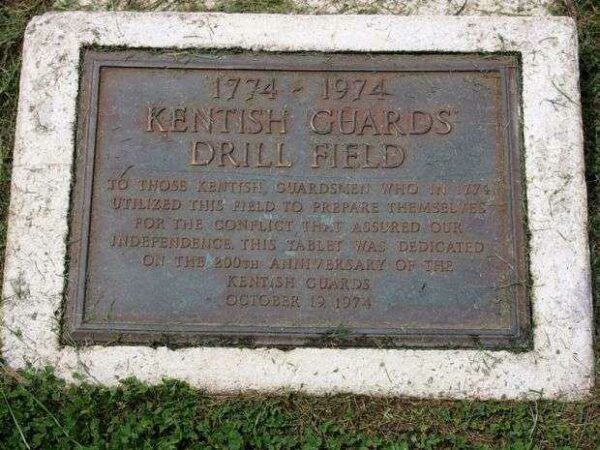 1774 - 1974
KENTISH GUARDS
DRILL FIELD
TO THOSE KENTISH GUARDSMEN WHO IN 1774
UTILIZED THIS FIELD TO PREPARE THEMSELVES
FOR THE CONFLICT THAT ASSURED OUR
INDEPENDENCE. THIS TABLET WAS DEDICATED
ON THE 200TH ANNIVERSARY OF THE
KENTISH GUARDS
OCTOBER 19, 1974